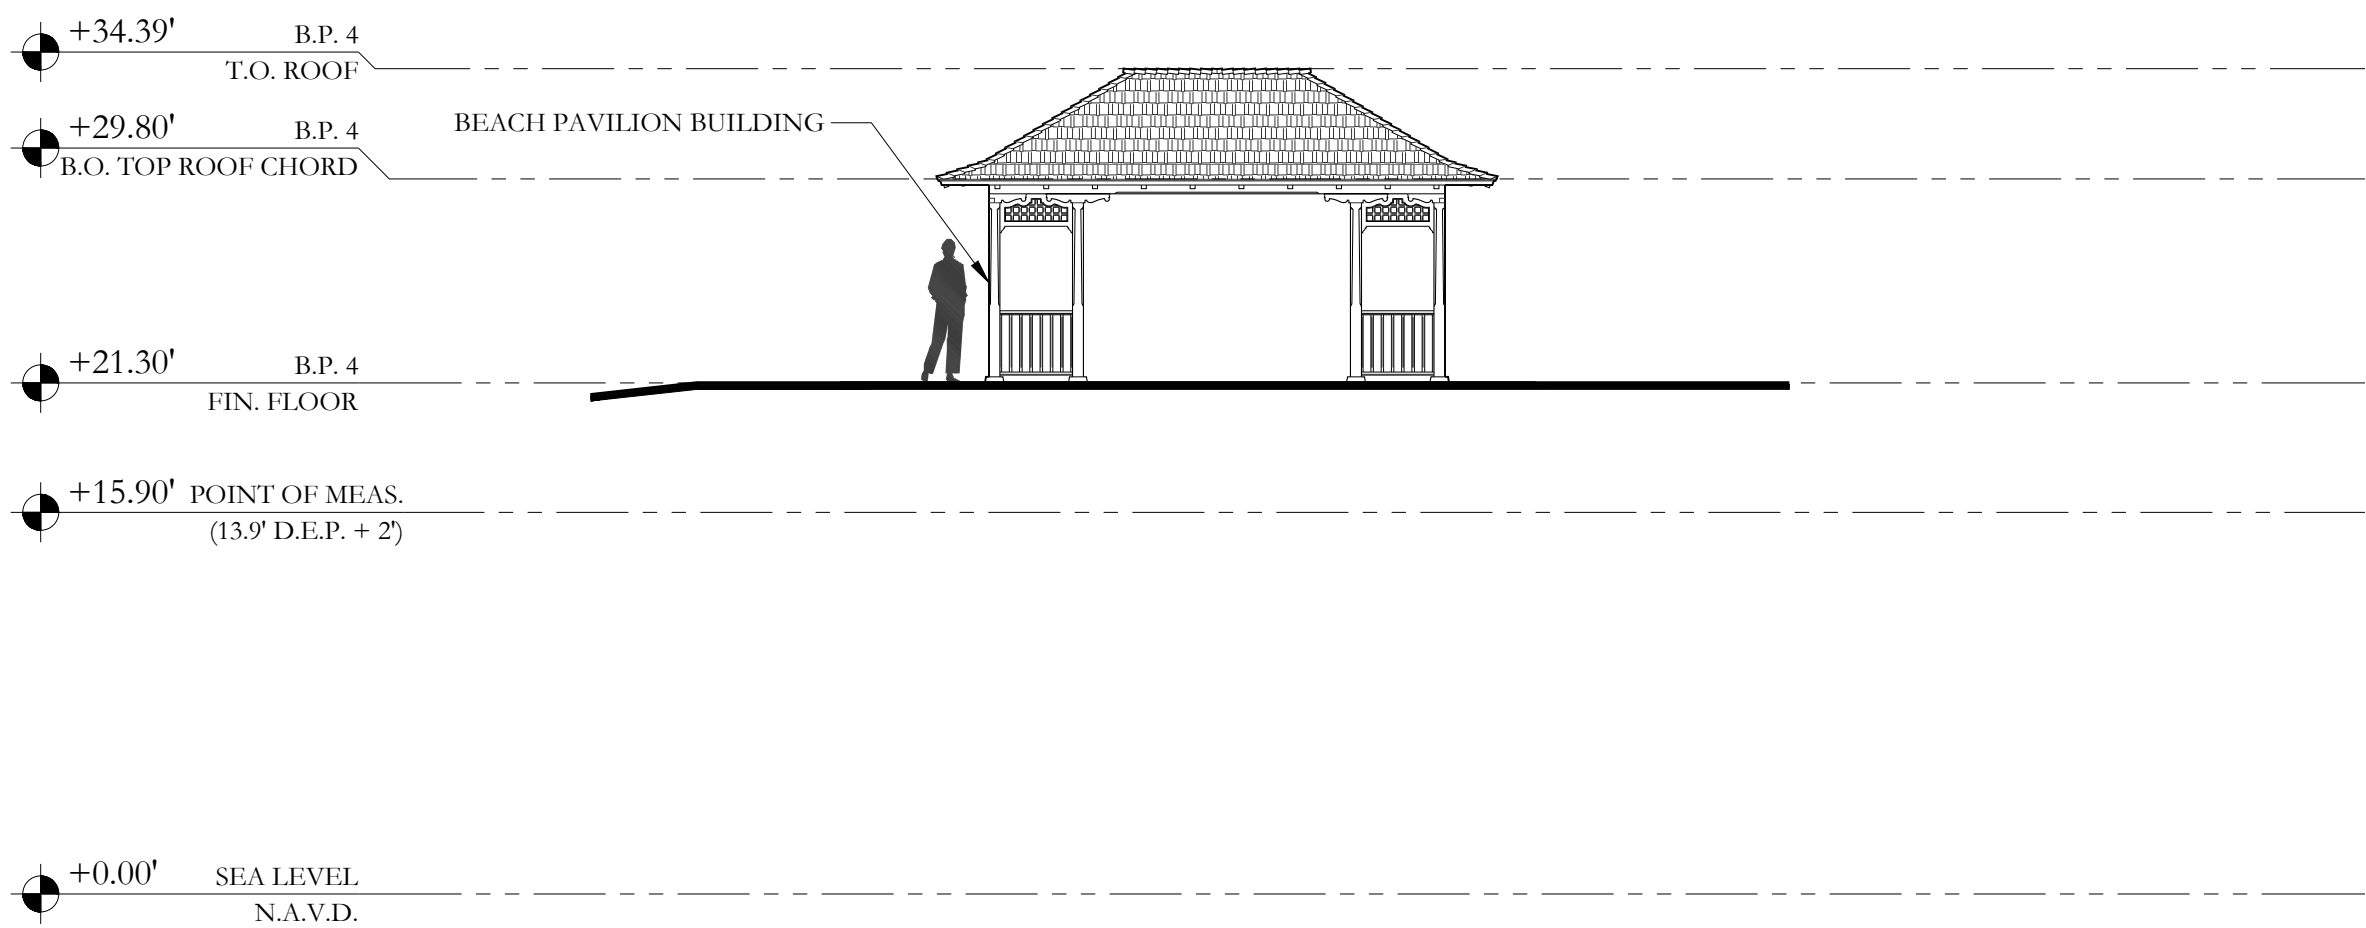 +34.39' B.P. 4
T.O. ROOF
+29.80' B.P. 4
B.O. TOP ROOF CHORD
BEACH PAVILION BUILDING
+21.30' B.P. 4
FIN. FLOOR
+15.90' POINT OF MEAS.
(13.9' D.E.P. + 2')
+0.00' SEA LEVEL
N.A.V.D.